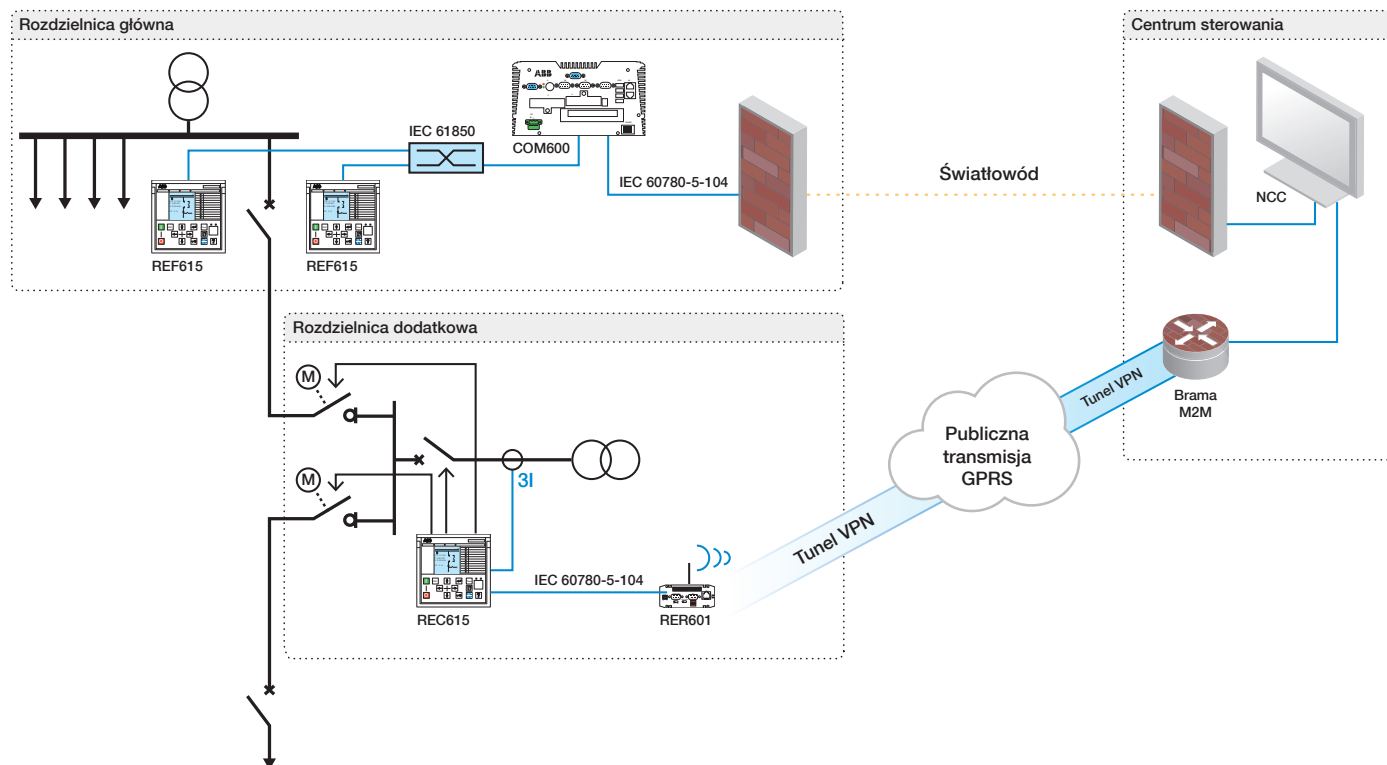 Rozdzielnica główna
Centrum sterowania
ABB
IEC 61850
COM600
IEC 60780-5-104
Światłowód
NCC
REF615
REF615
Rozdzielnica dodatkowa
M
Tunel VPN
Brama
M2M
Publiczna
transmisja
GPRS
3I
M
Tunel VPN
IEC 60780-5-104
REC615
RER601